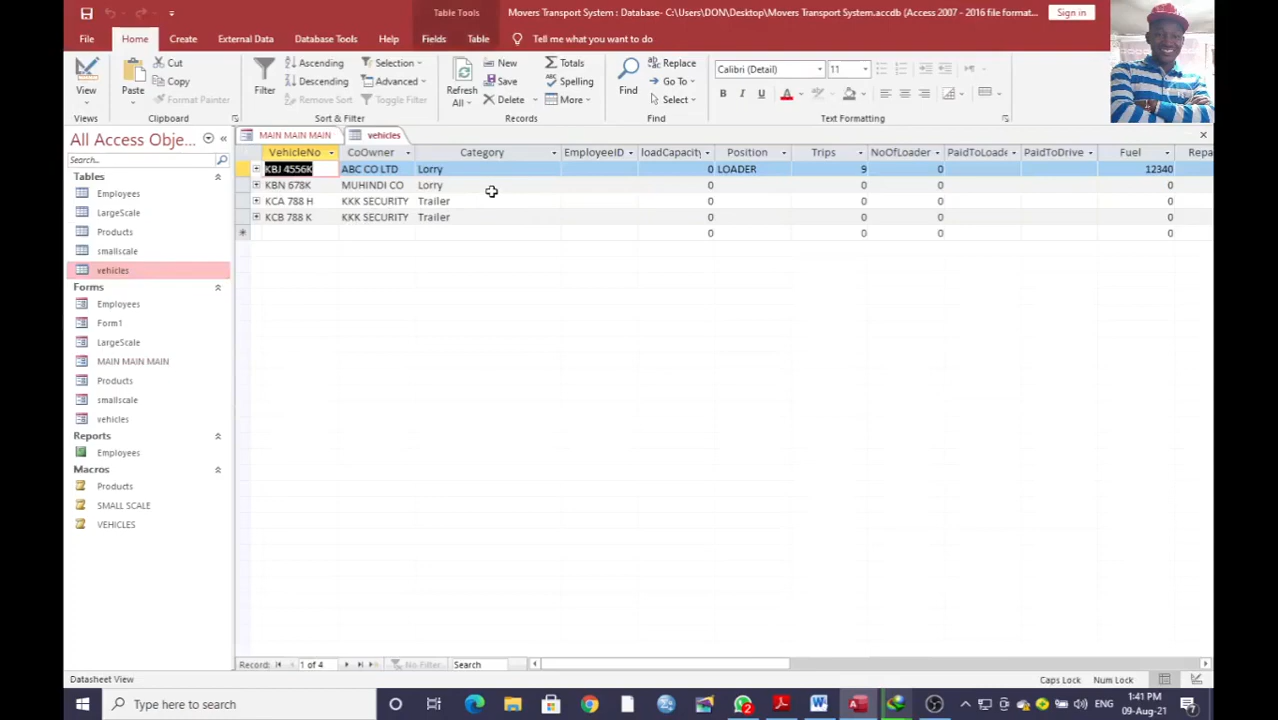 Table Tools
Movers Transport System : Database- C:\Users\DON\Desktop\Movers Transport System.accdb (Access 2007 - 2016 file format...
Sign in
File Home Create External Data Database Tools Help Fields Table Tell me what you want to do
View
Views
Paste
Cut
Copy
Format Painter
Clipboard
Filter
Ascending
Descending
Remove Sort
Selection
Advanced
Toggle Filter
Sort & Filter
Refresh
All
New
Save
Delete
Totals
Spelling
More
Records
Find
Replace
Go To
Select
Find
Calibri (Detail) 11
B I U A
Text Formatting
All Access Obje...
Search...
Tables
Employees
LargeScale
Products
smallscale
vehicles
Forms
Employees
Form1
LargeScale
MAIN MAIN MAIN
Products
smallscale
vehicles
Reports
Employees
Macros
Products
SMALL SCALE
VEHICLES
MAIN MAIN MAIN vehicles
VehicleNo CoOwner Category EmployeeID loadCapacity Position Trips NoOfLoader PaidToLoade PaidToDrive Fuel Repa
KBJ 4556K ABC CO LTD Lorry 0 LOADER 9 0 12340
KBN 678K MUHINDI CO Lorry 0 0 0 0
KCA 788 H KKK SECURITY Trailer 0 0 0 0
KCB 788 K KKK SECURITY Trailer 0 0 0 0
0 0 0 0
Record: 1 of 4 No Filter Search
Datasheet View Caps Lock Num Lock
Type here to search
ENG
1:41 PM
09-Aug-21
7